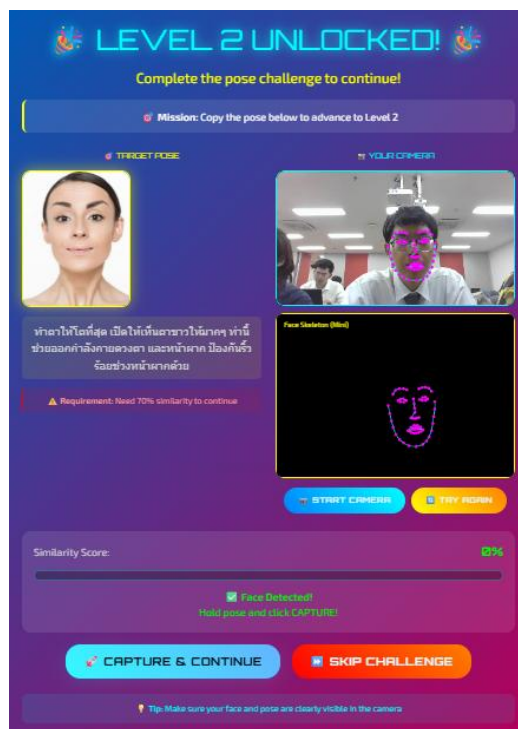 LEVEL 2 UNLOCKED!
Complete the pose challenge to continue!
Mission: Copy the pose below to advance to Level 2
TARGET POSE
YOUR CAMERA
ทำตาให้โตที่สุด เปิดให้เห็นตาขาวให้มากๆ ท่านี้
ช่วยออกกำลังกายดวงตา และหน้าผาก ป้องกันริ้ว
รอยช่วงหน้าผากด้วย
Requirement: Need 70% similarity to continue
Face Skeleton (Mini)
START CAMERA
TRY AGAIN
Similarity Score:
0%
Face Detected!
Hold pose and click CAPTURE!
CAPTURE & CONTINUE
SKIP CHALLENGE
Tip: Make sure your face and pose are clearly visible in the camera